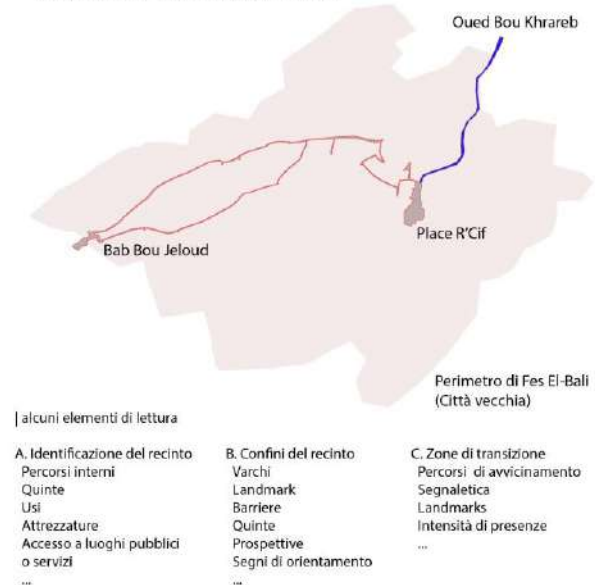 Oued Bou Khrareb
Place R'Cif
Bab Bou Jeloud
Perimetro di Fes El-Bali
(Città vecchia)
| alcuni elementi di lettura
A. Identificazione del recinto
Percorsi interni
Quinte
Usi
Attrezzature
Accesso a luoghi pubblici
o servizi
...
B. Confini del recinto
Varchi
Landmark
Barriere
Quinte
Prospettive
Segni di orientamento
...
C. Zone di transizione
Percorsi di avvicinamento
Segnaletica
Landmarks
Intensità di presenze
...